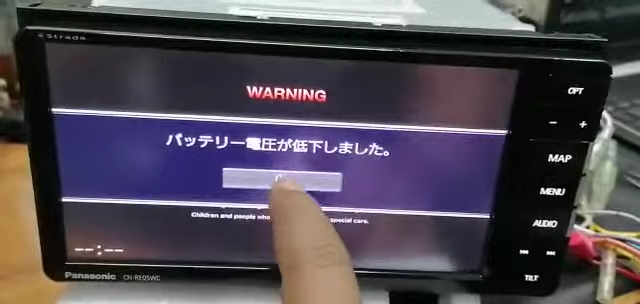 Strada
OPT
WARNING
− +
バッテリー電圧が低下しました。
MAP
MENU
Children and people who special care.
AUDIO
--:--
TILT
Panasonic CN-RE05WD